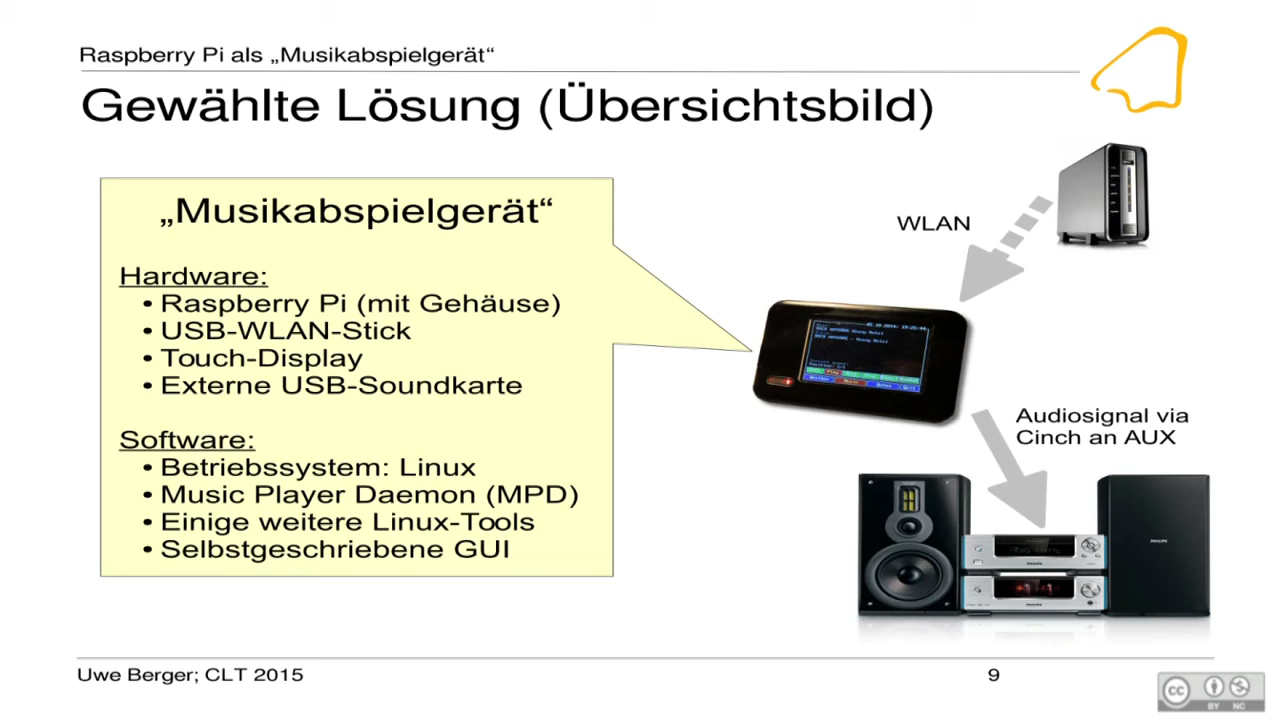 Raspberry Pi als „Musikabspielgerät“
Gewählte Lösung (Übersichtsbild)
„Musikabspielgerät“
Hardware:
• Raspberry Pi (mit Gehäuse)
• USB-WLAN-Stick
• Touch-Display
• Externe USB-Soundkarte
Software:
• Betriebssystem: Linux
• Music Player Daemon (MPD)
• Einige weitere Linux-Tools
• Selbstgeschriebene GUI
WLAN
Audiosignal via
Cinch an AUX
PHILIPS
Uwe Berger; CLT 2015
9
cc
BY NC